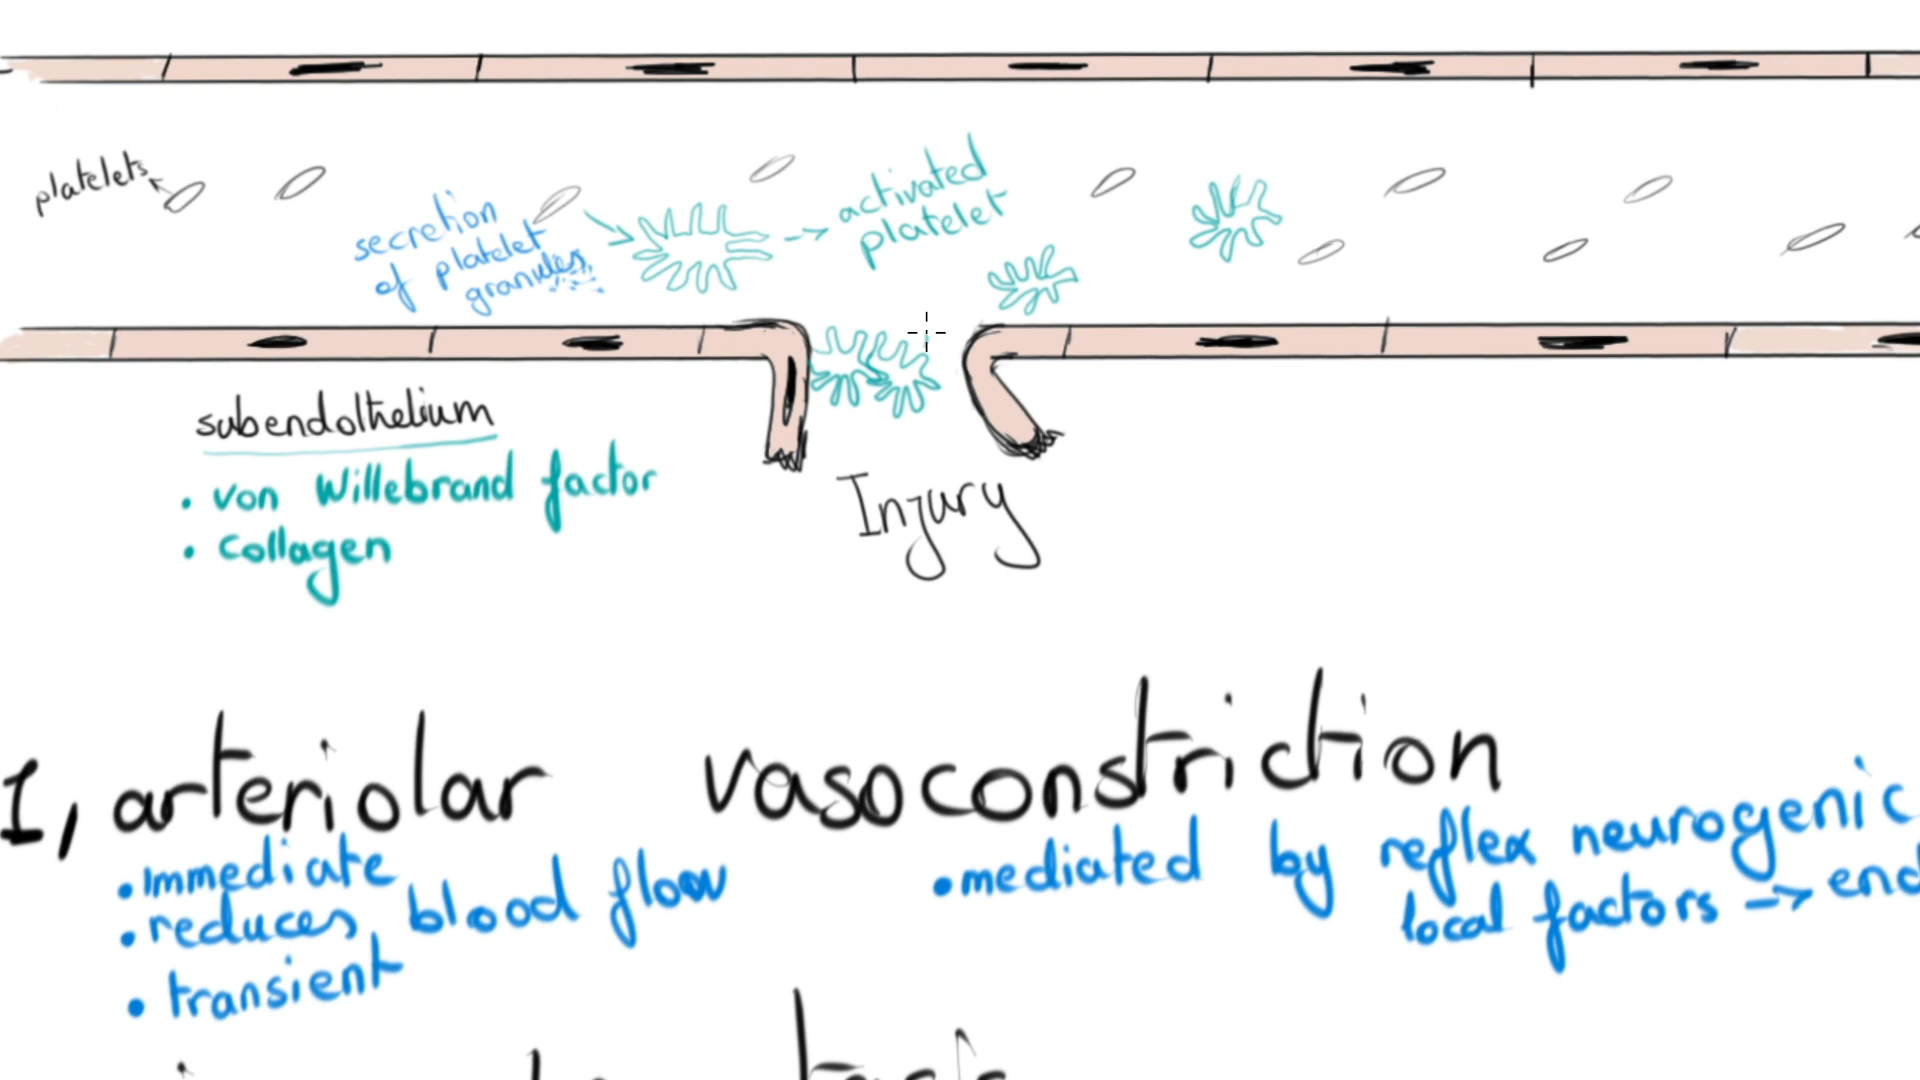 platelets
secretion
of platelet
granules
activated
platelet
subendothelium
• von Willebrand factor
• collagen
Injury
1, arteriolar vasoconstriction
• immediate
• reduces blood flow
• transient
• mediated by reflex neurogenic
local factors → end